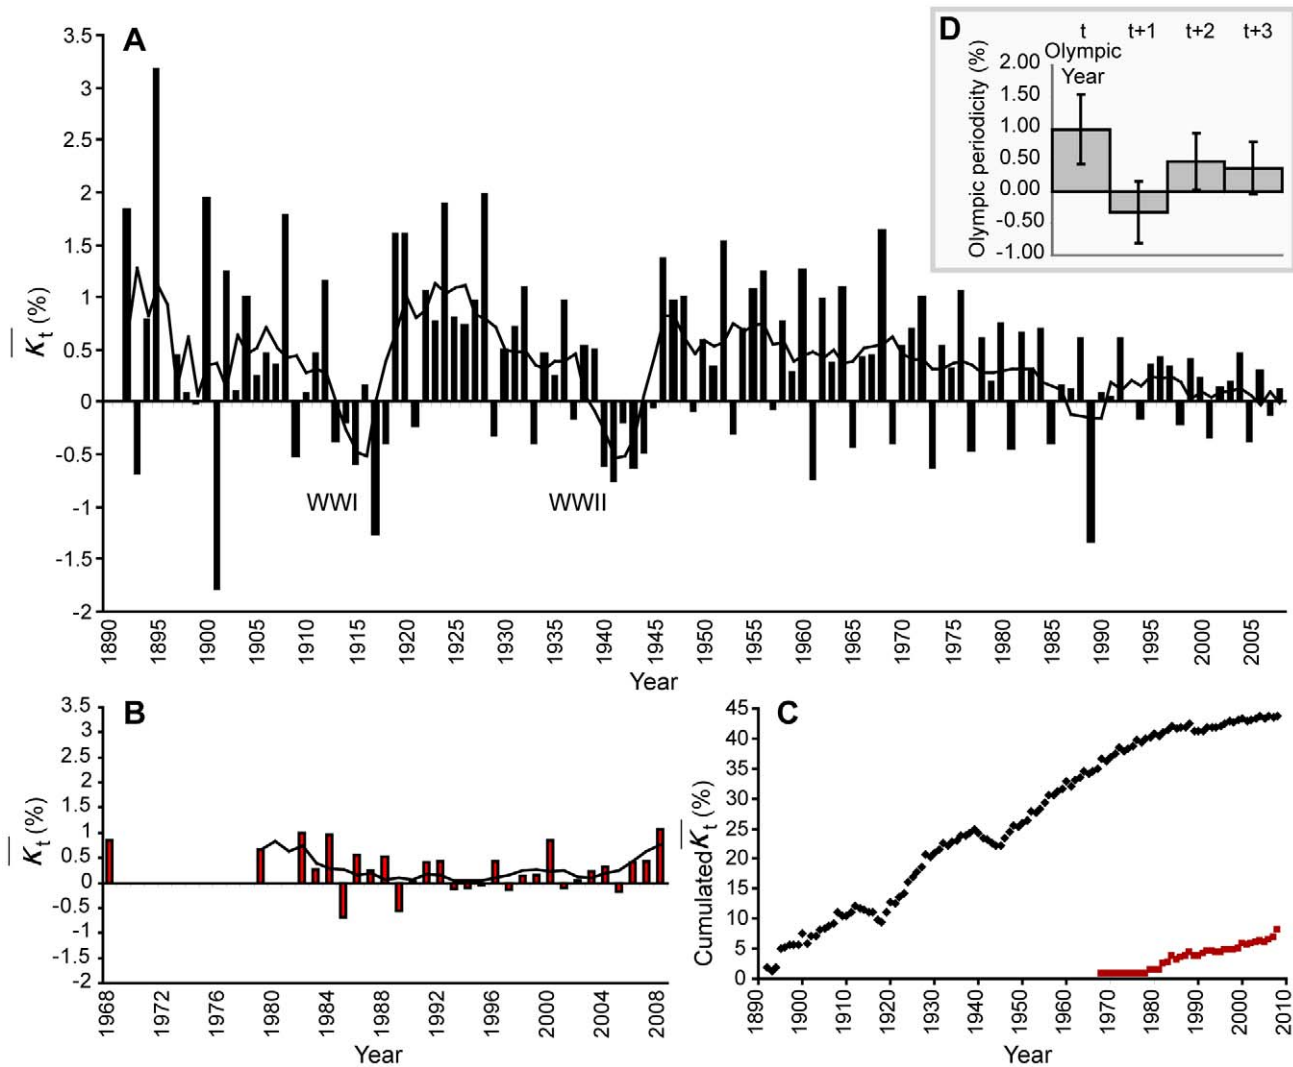 A
3.5
3
2.5
2
1.5
1
0.5
0
-0.5
-1
-1.5
-2
K̅t (%)
WWI
WWII
1890 1895 1900 1905 1910 1915 1920 1925 1930 1935 1940 1945 1950 1955 1960 1965 1970 1975 1980 1985 1990 1995 2000 2005
Year
D
t t+1 t+2 t+3
Olympic
Year
Olympic periodicity (%)
2.00
1.50
1.00
0.50
0.00
-0.50
-1.00
B
3.5
3
2.5
2
1.5
1
0.5
0
-0.5
-1
-1.5
-2
K̅t (%)
1968 1972 1976 1980 1984 1988 1992 1996 2000 2004 2008
Year
C
45
40
35
30
25
20
15
10
5
0
Cumulated K̅t (%)
1890 1900 1910 1920 1930 1940 1950 1960 1970 1980 1990 2000 2010
Year